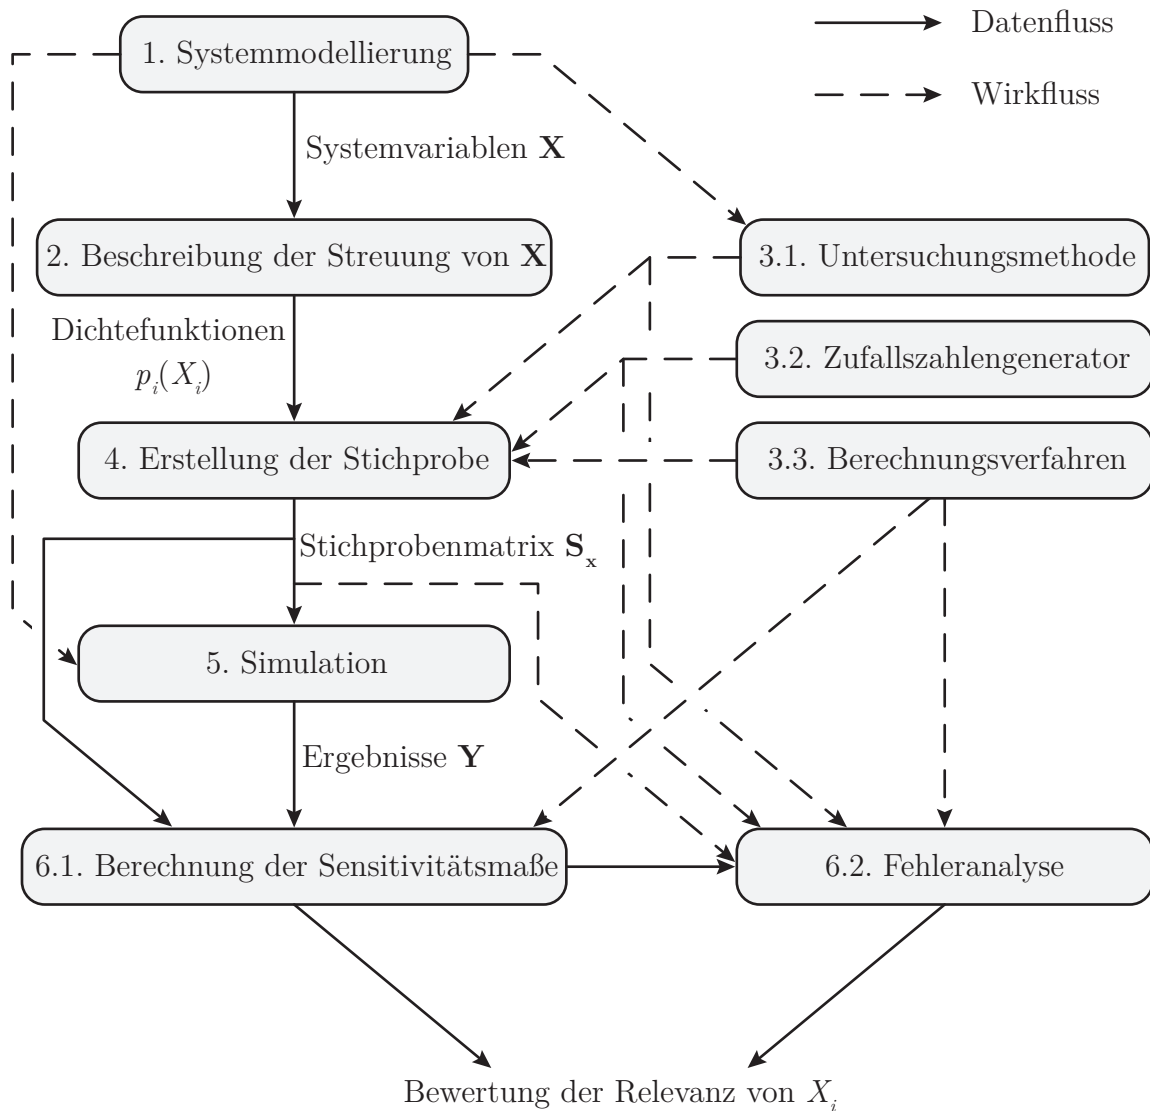 Datenfluss
1. Systemmodellierung
Wirkfluss
Systemvariablen X
2. Beschreibung der Streuung von X
3.1. Untersuchungsmethode
Dichtefunktionen
p_i(X_i)
3.2. Zufallszahlengenerator
4. Erstellung der Stichprobe
3.3. Berechnungsverfahren
Stichprobenmatrix S_x
5. Simulation
Ergebnisse Y
6.1. Berechnung der Sensitivitätsmaße
6.2. Fehleranalyse
Bewertung der Relevanz von X_i